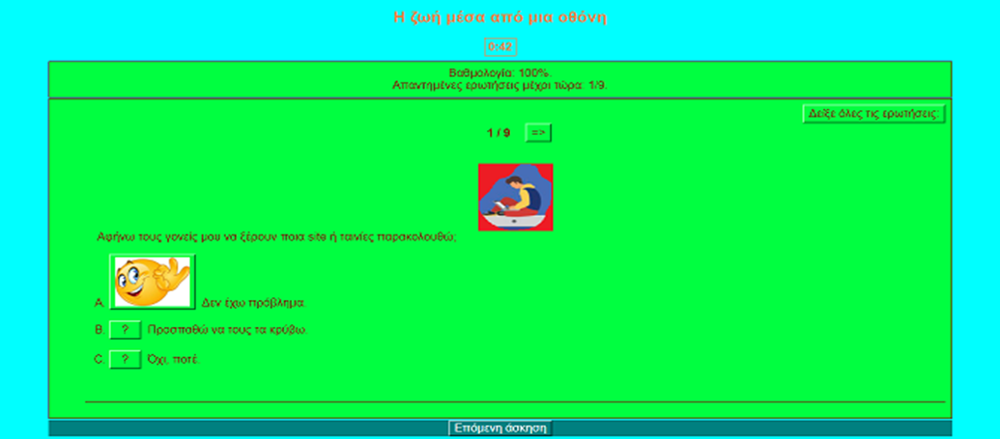 Η ζωή μέσα από μια οθόνη
0:42
Βαθμολογία: 100%.
Απαντημένες ερωτήσεις μέχρι τώρα: 1/9.
Δείξε όλες τις ερωτήσεις;
1 / 9 =>
Αφήνω τους γονείς μου να ξέρουν ποια site ή ταινίες παρακολουθώ;
A. Δεν έχω πρόβλημα.
B. ? Προσπαθώ να τους τα κρύβω.
C. ? Όχι, ποτέ.
Επόμενη άσκηση